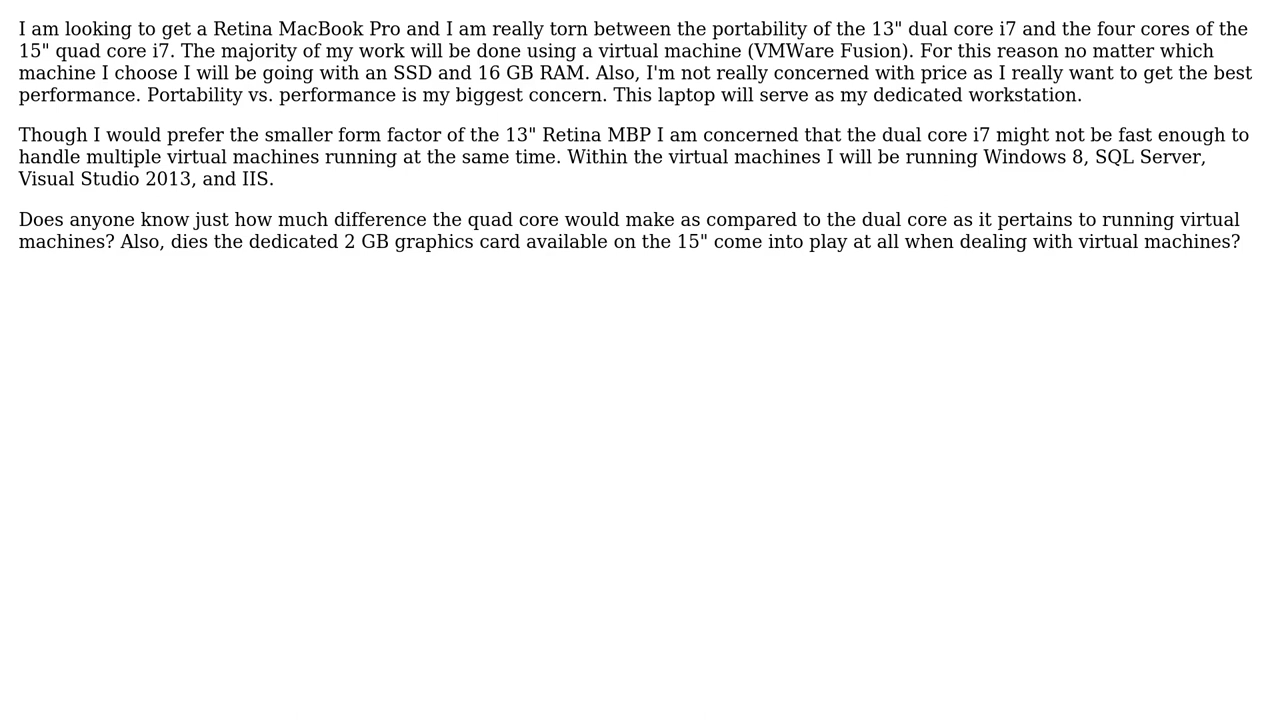 I am looking to get a Retina MacBook Pro and I am really torn between the portability of the 13" dual core i7 and the four cores of the
15" quad core i7. The majority of my work will be done using a virtual machine (VMWare Fusion). For this reason no matter which
machine I choose I will be going with an SSD and 16 GB RAM. Also, I'm not really concerned with price as I really want to get the best
performance. Portability vs. performance is my biggest concern. This laptop will serve as my dedicated workstation.
Though I would prefer the smaller form factor of the 13" Retina MBP I am concerned that the dual core i7 might not be fast enough to
handle multiple virtual machines running at the same time. Within the virtual machines I will be running Windows 8, SQL Server,
Visual Studio 2013, and IIS.
Does anyone know just how much difference the quad core would make as compared to the dual core as it pertains to running virtual
machines? Also, dies the dedicated 2 GB graphics card available on the 15" come into play at all when dealing with virtual machines?